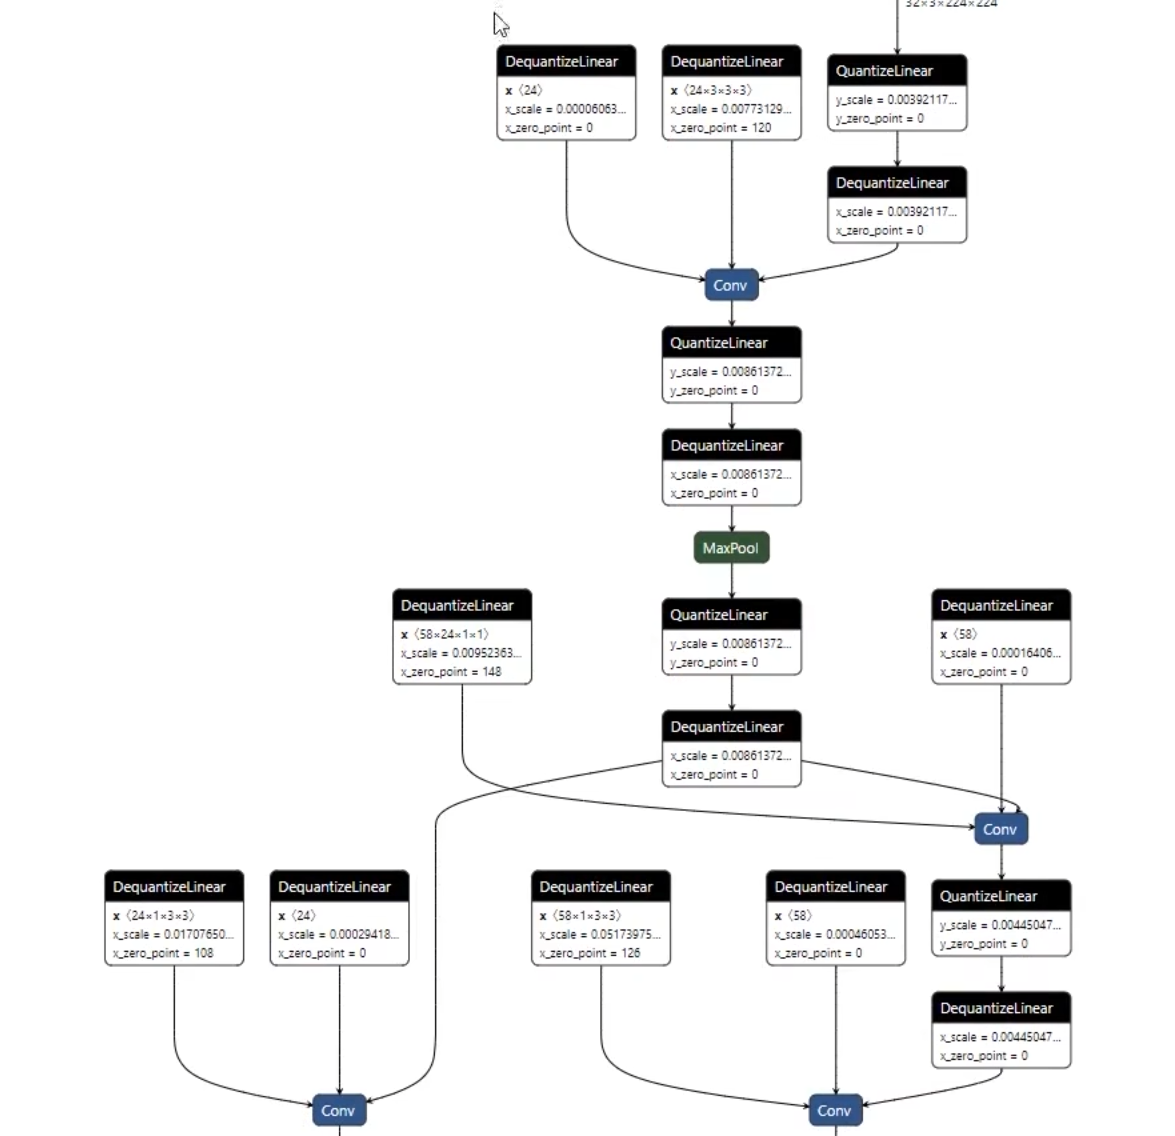 32×3×224×224
DequantizeLinear
x 〈24〉
x_scale = 0.00006063...
x_zero_point = 0
DequantizeLinear
x 〈24×3×3×3〉
x_scale = 0.00773129...
x_zero_point = 120
QuantizeLinear
y_scale = 0.00392117...
y_zero_point = 0
DequantizeLinear
x_scale = 0.00392117...
x_zero_point = 0
Conv
QuantizeLinear
y_scale = 0.00861372...
y_zero_point = 0
DequantizeLinear
x_scale = 0.00861372...
x_zero_point = 0
MaxPool
DequantizeLinear
x 〈58×24×1×1〉
x_scale = 0.00952363...
x_zero_point = 148
QuantizeLinear
y_scale = 0.00861372...
y_zero_point = 0
DequantizeLinear
x 〈58〉
x_scale = 0.00016406...
x_zero_point = 0
DequantizeLinear
x_scale = 0.00861372...
x_zero_point = 0
Conv
DequantizeLinear
x 〈24×1×3×3〉
x_scale = 0.01707650...
x_zero_point = 108
DequantizeLinear
x 〈24〉
x_scale = 0.00029418...
x_zero_point = 0
DequantizeLinear
x 〈58×1×3×3〉
x_scale = 0.05173975...
x_zero_point = 126
DequantizeLinear
x 〈58〉
x_scale = 0.00046053...
x_zero_point = 0
QuantizeLinear
y_scale = 0.00445047...
y_zero_point = 0
DequantizeLinear
x_scale = 0.00445047...
x_zero_point = 0
Conv
Conv